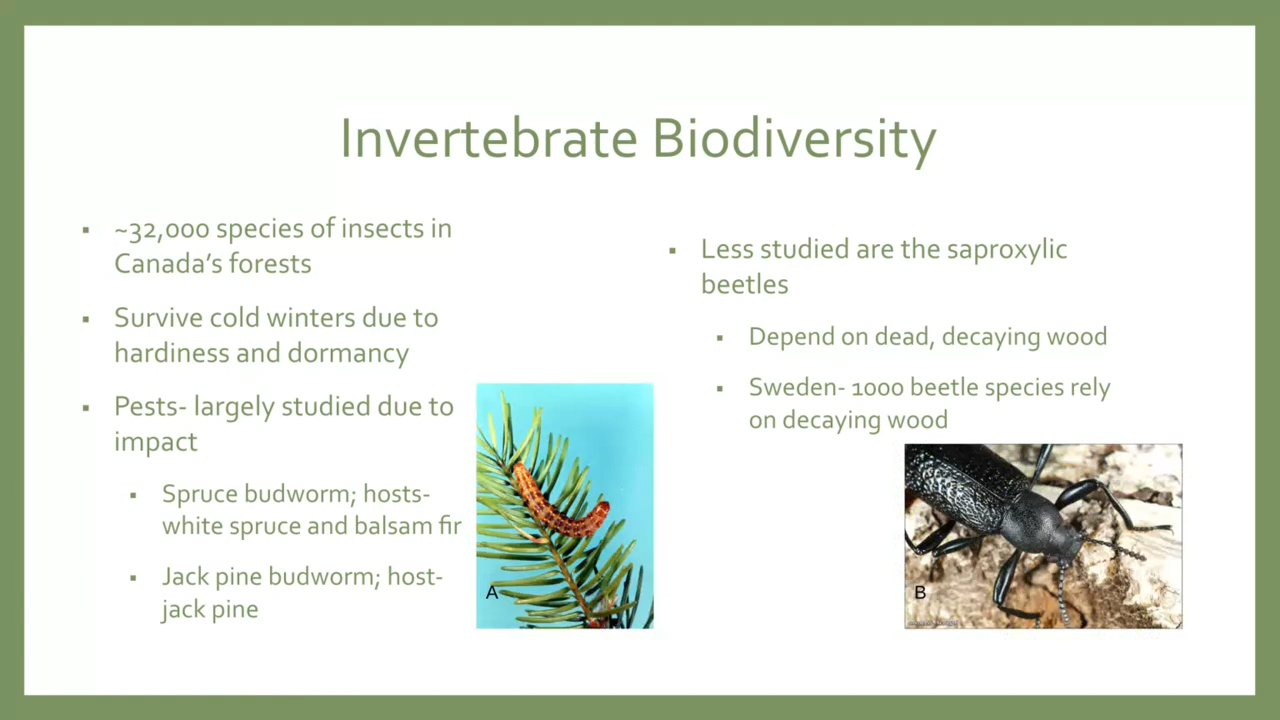 Invertebrate Biodiversity
~32,000 species of insects in
Canada's forests
Survive cold winters due to
hardiness and dormancy
Pests- largely studied due to
impact
Spruce budworm; hosts-
white spruce and balsam fir
Jack pine budworm; host-
jack pine
A
Less studied are the saproxylic
beetles
Depend on dead, decaying wood
Sweden- 1000 beetle species rely
on decaying wood
B